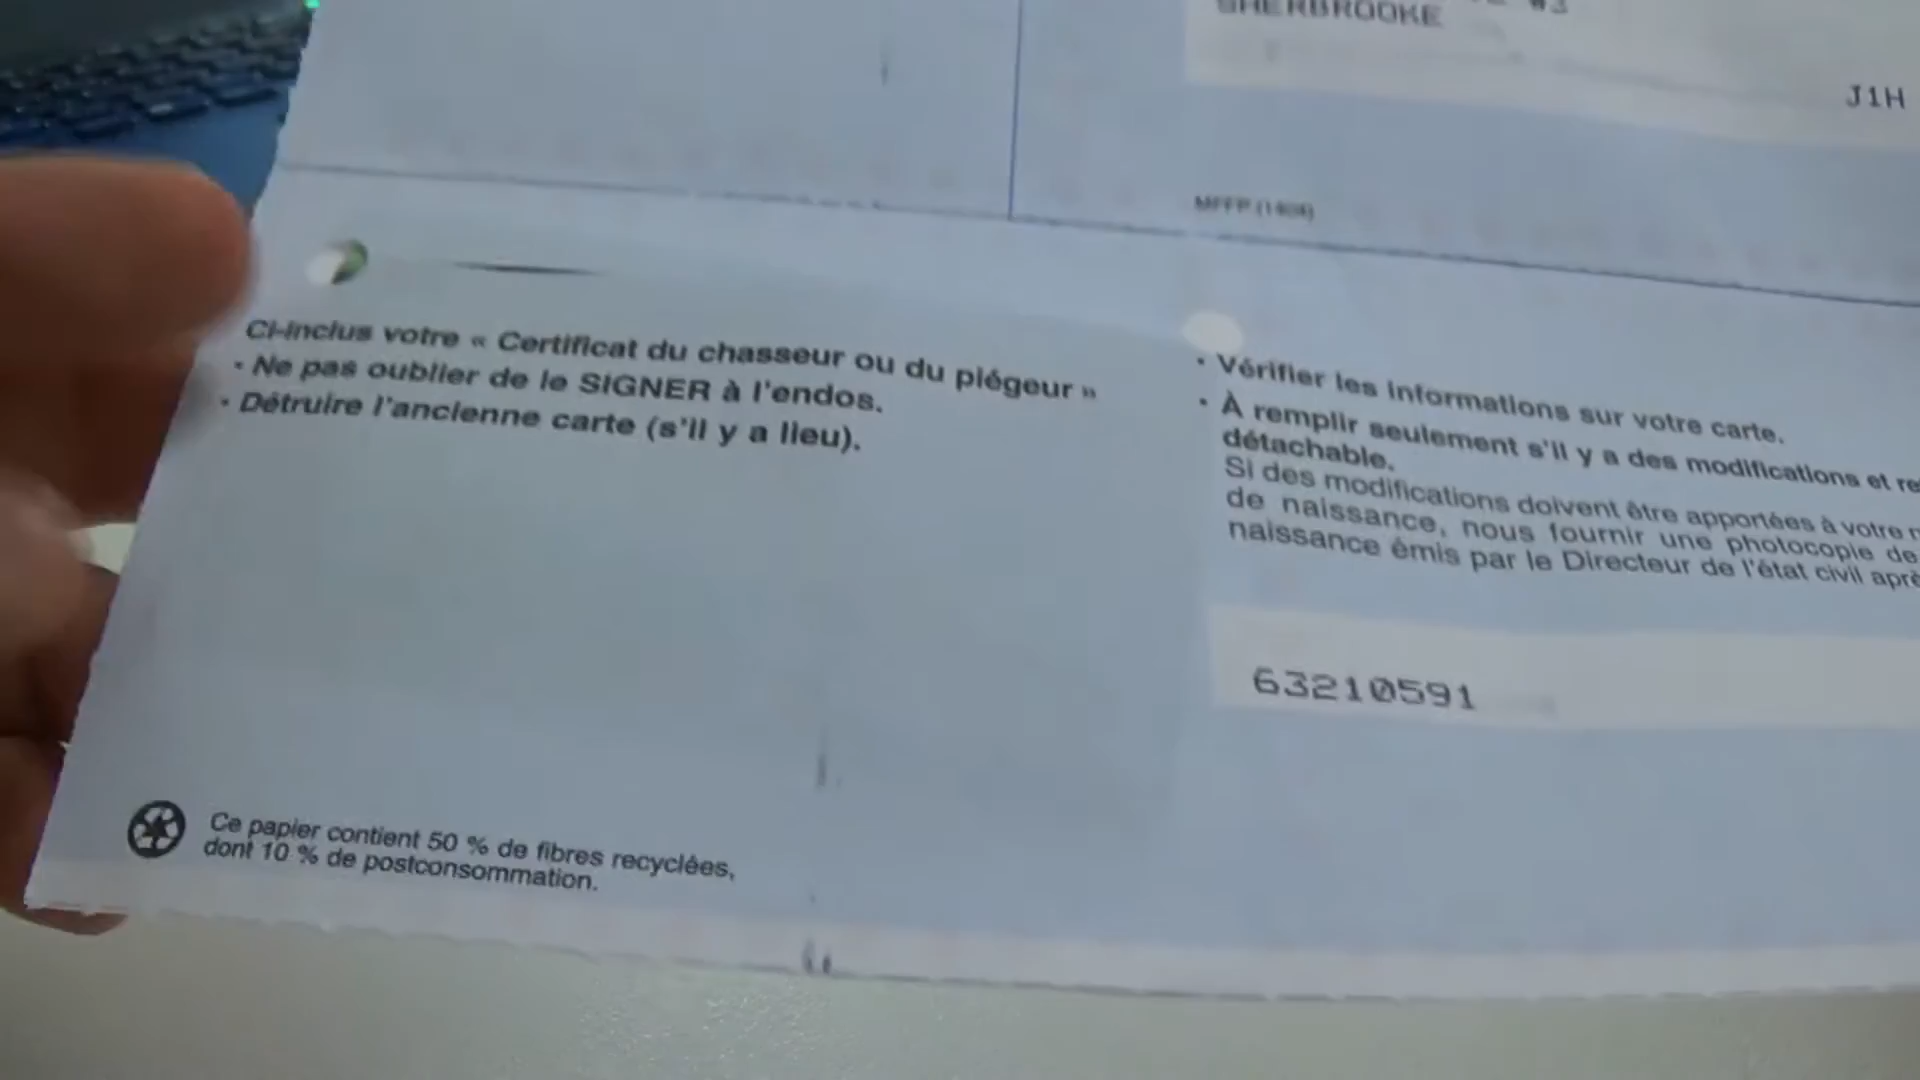 SHERBROOKE
J1H
Ci-inclus votre « Certificat du chasseur ou du piégeur »
• Ne pas oublier de le SIGNER à l'endos.
• Détruire l'ancienne carte (s'il y a lieu).
• Vérifier les informations sur votre carte.
• À remplir seulement s'il y a des modifications et re
détachable.
Si des modifications doivent être apportées à votre
de naissance, nous fournir une photocopie de
naissance émis par le Directeur de l'état civil aprè
63210591
Ce papier contient 50 % de fibres recyclées,
dont 10 % de postconsommation.